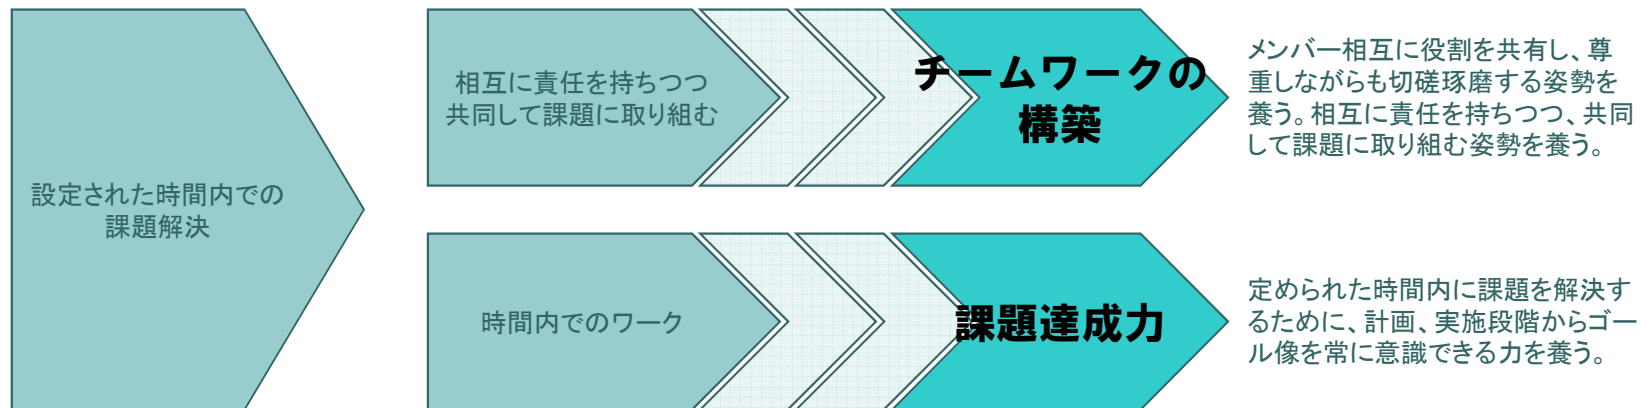 設定された時間内での
課題解決
相互に責任を持ちつつ
共同して課題に取り組む
チームワークの
構築
メンバー相互に役割を共有し、尊
重しながらも切磋琢磨する姿勢を
養う。相互に責任を持ちつつ、共同
して課題に取り組む姿勢を養う。
時間内でのワーク
課題達成力
定められた時間内に課題を解決す
るために、計画、実施段階からゴー
ル像を常に意識できる力を養う。